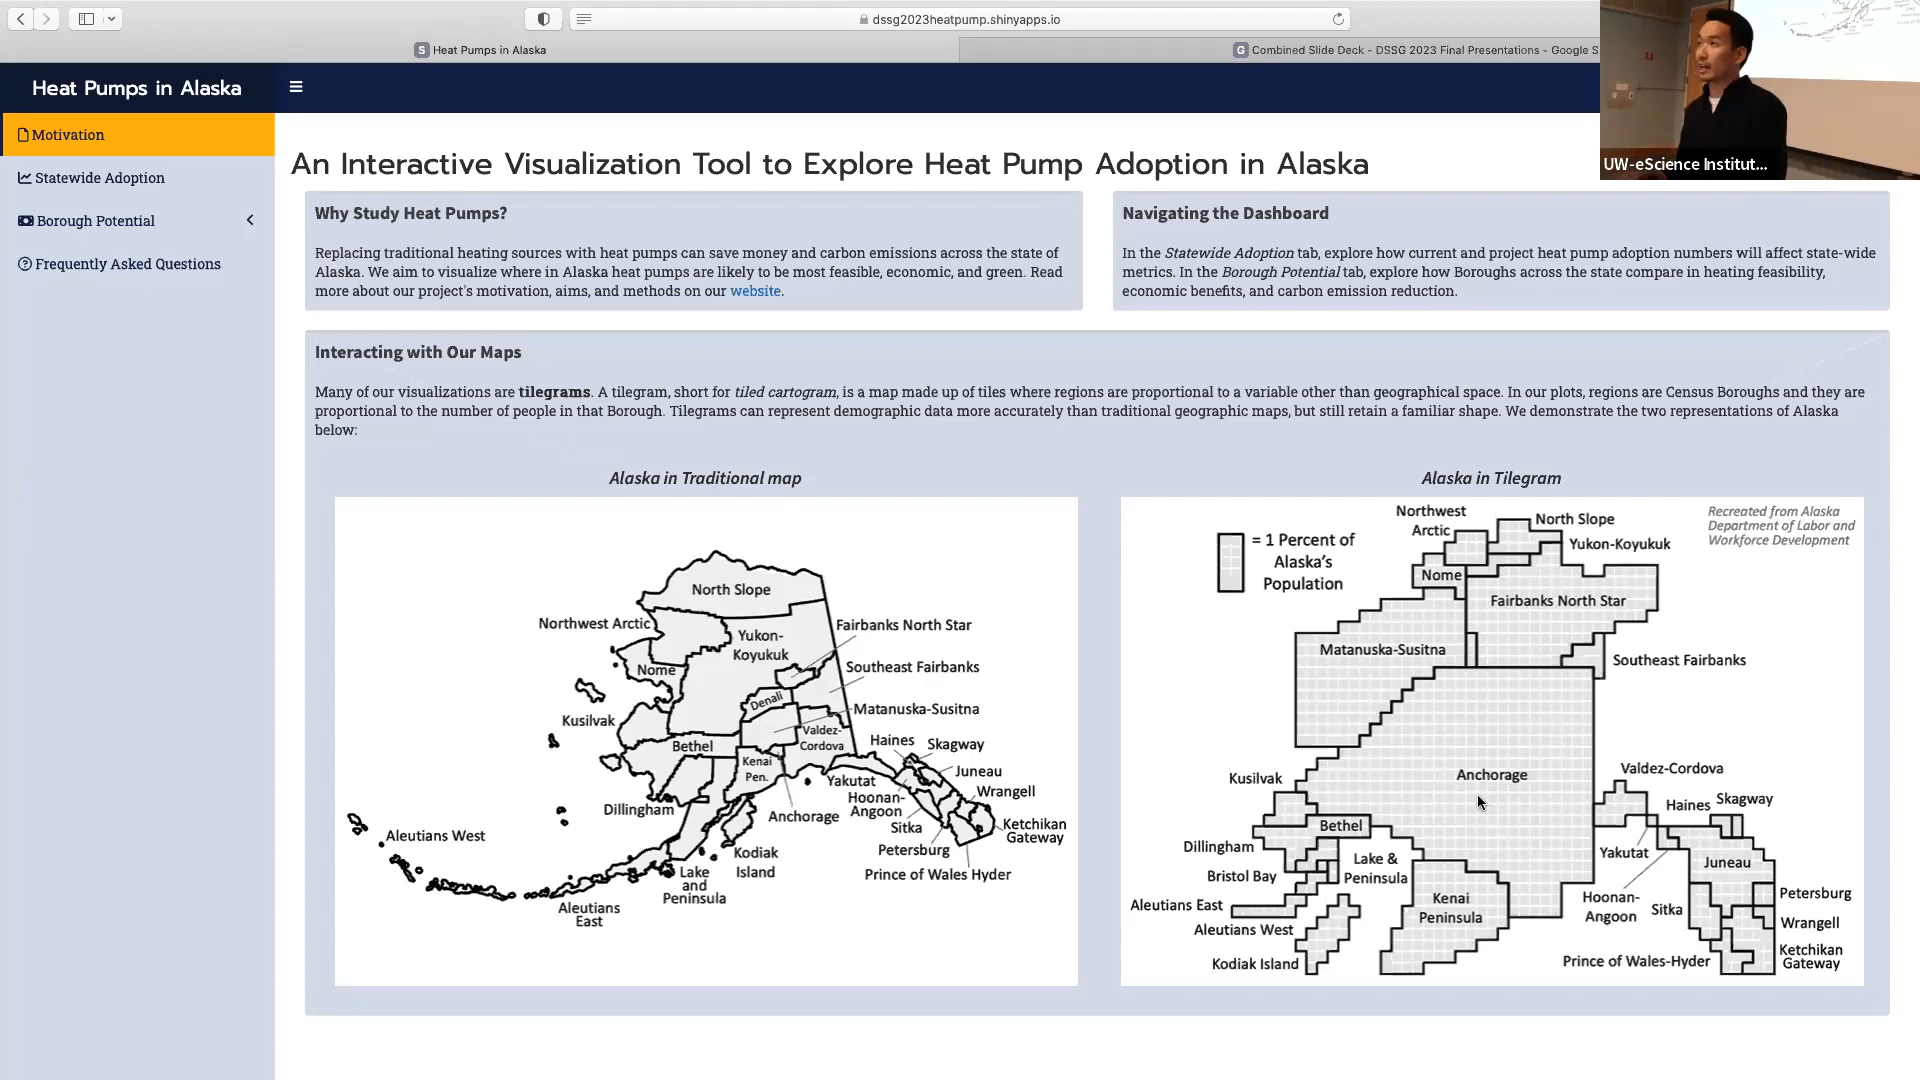 dssg2023heatpump.shinyapps.io
S Heat Pumps in Alaska
G Combined Slide Deck - DSSG 2023 Final Presentations - Google S
UW-eScience Institut...
Heat Pumps in Alaska
Motivation
Statewide Adoption
Borough Potential
Frequently Asked Questions
An Interactive Visualization Tool to Explore Heat Pump Adoption in Alaska
Why Study Heat Pumps?
Replacing traditional heating sources with heat pumps can save money and carbon emissions across the state of
Alaska. We aim to visualize where in Alaska heat pumps are likely to be most feasible, economic, and green. Read
more about our project's motivation, aims, and methods on our website.
Navigating the Dashboard
In the Statewide Adoption tab, explore how current and project heat pump adoption numbers will affect state-wide
metrics. In the Borough Potential tab, explore how Boroughs across the state compare in heating feasibility,
economic benefits, and carbon emission reduction.
Interacting with Our Maps
Many of our visualizations are tilegrams. A tilegram, short for tiled cartogram, is a map made up of tiles where regions are proportional to a variable other than geographical space. In our plots, regions are Census Boroughs and they are
proportional to the number of people in that Borough. Tilegrams can represent demographic data more accurately than traditional geographic maps, but still retain a familiar shape. We demonstrate the two representations of Alaska
below:
Alaska in Traditional map
North Slope
Northwest Arctic
Yukon-
Koyukuk
Fairbanks North Star
Nome
Southeast Fairbanks
Denali
Matanuska-Susitna
Kusilvak
Valdez-
Cordova
Bethel
Haines
Skagway
Kenai
Pen.
Juneau
Yakutat
Wrangell
Hoonan-
Angoon
Dillingham
Anchorage
Sitka
Ketchikan
Gateway
Aleutians West
Petersburg
Kodiak
Island
Prince of Wales Hyder
Lake
and
Peninsula
Aleutians
East
Alaska in Tilegram
= 1 Percent of
Alaska's
Population
Northwest
Arctic
North Slope
Yukon-Koyukuk
Recreated from Alaska
Department of Labor and
Workforce Development
Nome
Fairbanks North Star
Matanuska-Susitna
Southeast Fairbanks
Kusilvak
Anchorage
Valdez-Cordova
Haines
Skagway
Bethel
Dillingham
Lake &
Peninsula
Yakutat
Juneau
Bristol Bay
Aleutians East
Kenai
Peninsula
Hoonan-
Angoon
Sitka
Petersburg
Aleutians West
Wrangell
Kodiak Island
Prince of Wales-Hyder
Ketchikan
Gateway